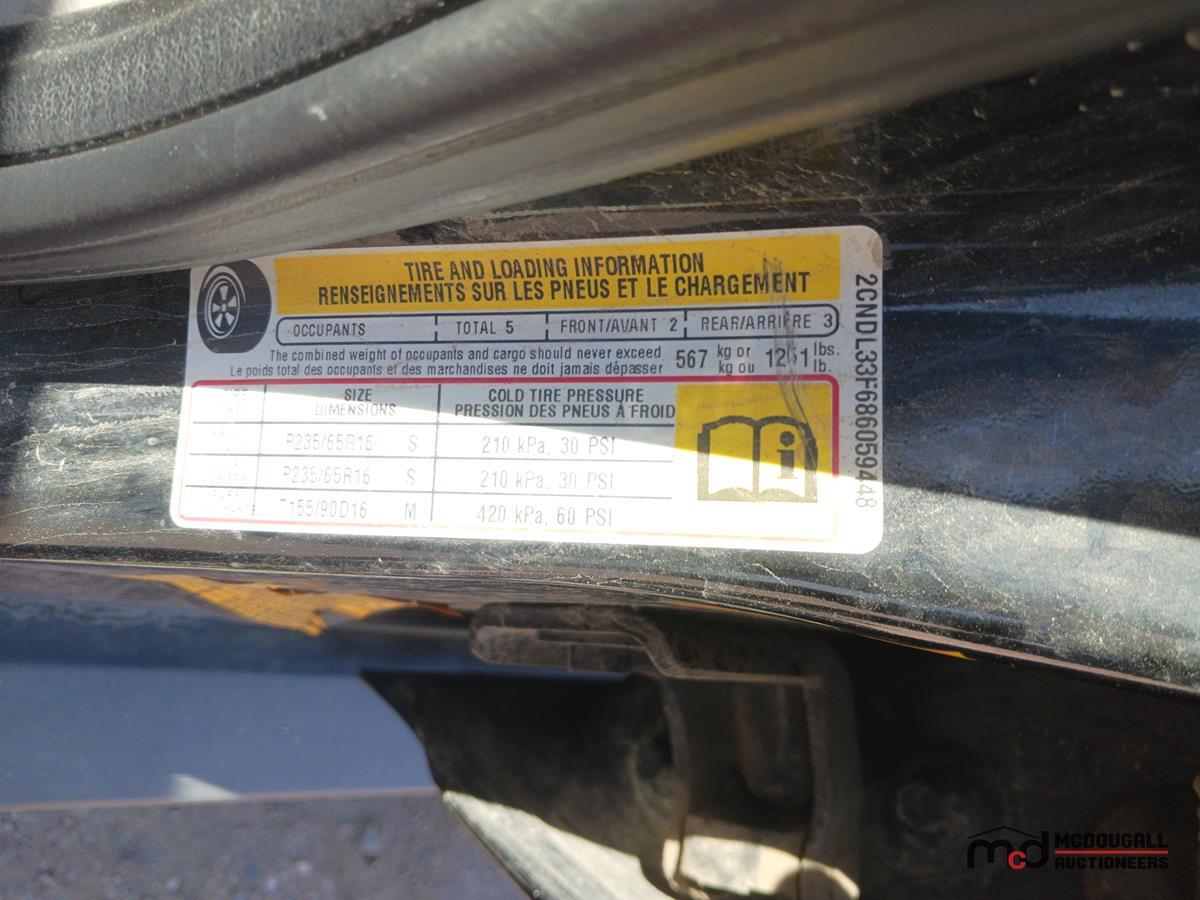 TIRE AND LOADING INFORMATION
RENSEIGNEMENTS SUR LES PNEUS ET LE CHARGEMENT
OCCUPANTS TOTAL 5 FRONT/AVANT 2 REAR/ARRIÈRE 3
The combined weight of occupants and cargo should never exceed 567 kg or lbs.
Le poids total des occupants et des marchandises ne doit jamais dépasser kg ou lb.
SIZE COLD TIRE PRESSURE
DIMENSIONS PRESSION DES PNEUS À FROID
P235/65R16 S 210 kPa, 30 PSI
P235/65R16 S 210 kPa, 30 PSI
T155/90D16 M 420 kPa, 60 PSI
i
2CNDL33F686059448
mcd MCDOUGALL
AUCTIONEERS